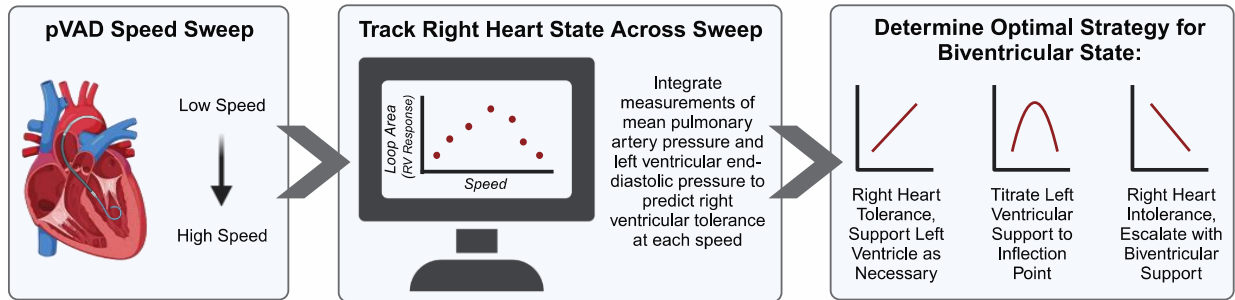 pVAD Speed Sweep
Low Speed
High Speed
Track Right Heart State Across Sweep
Loop Area
(RV Response)
Speed
Integrate
measurements of
mean pulmonary
artery pressure and
left ventricular end-
diastolic pressure to
predict right
ventricular tolerance
at each speed
Determine Optimal Strategy for
Biventricular State:
Right Heart
Tolerance,
Support Left
Ventricle as
Necessary
Titrate Left
Ventricular
Support to
Inflection
Point
Right Heart
Intolerance,
Escalate with
Biventricular
Support